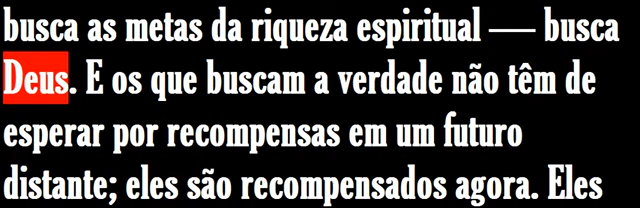 busca as metas da riqueza espiritual — busca
Deus. E os que buscam a verdade não têm de
esperar por recompensas em um futuro
distante; eles são recompensados agora. Eles